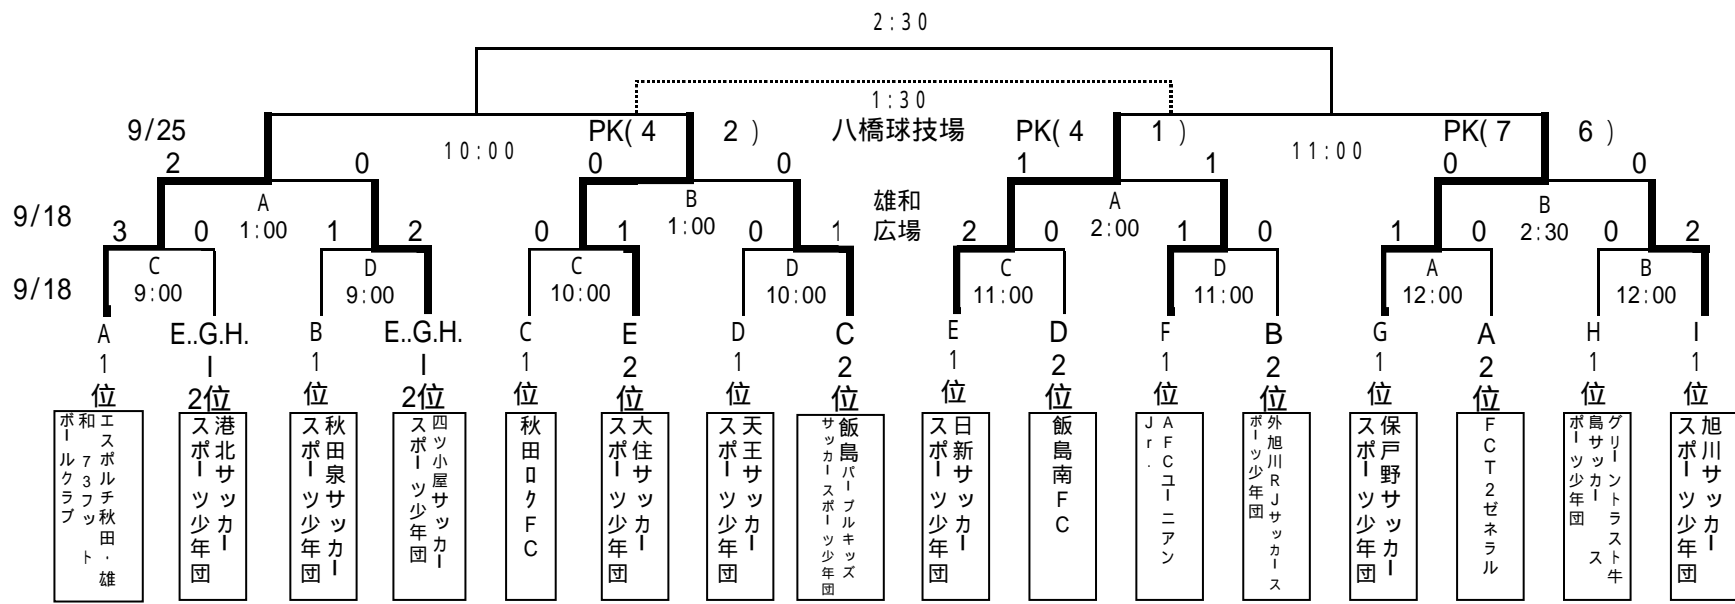 2:30
1:30
9/25 PK( 4 2 ) 八橋球技場 PK( 4 1 ) PK( 7 6 )
10:00 11:00
2 0 0 0 1 1 0 0
A B 雄和 A B
9/18 1:00 1:00 広場 2:00 2:30
3 0 1 2 0 1 0 1 2 0 1 0 1 0 0 2
C D C D C D A B
9/18 9:00 9:00 10:00 10:00 11:00 11:00 12:00 12:00
A1位
E..G.H.I 2位
B1位
E..G.H.I 2位
C1位
E2位
D1位
C2位
E1位
D2位
F1位
B2位
G1位
A2位
H1位
I1位
エスポルチ秋田・雄
和 73フット
ボールクラブ
港北サッカー
スポーツ少年団
秋田泉サッカー
スポーツ少年団
四ツ小屋サッカー
スポーツ少年団
秋田ロクFC
大住サッカー
スポーツ少年団
天王サッカー
スポーツ少年団
飯島パープルキッズ
サッカースポーツ少年団
日新サッカー
スポーツ少年団
飯島南FC
AFCユーニアン
Jr.
外旭川RJサッカース
ポーツ少年団
保戸野サッカー
スポーツ少年団
FCT2ゼネラル
グリーントラスト牛
島サッカー ス
ポーツ少年団
旭川サッカー
スポーツ少年団